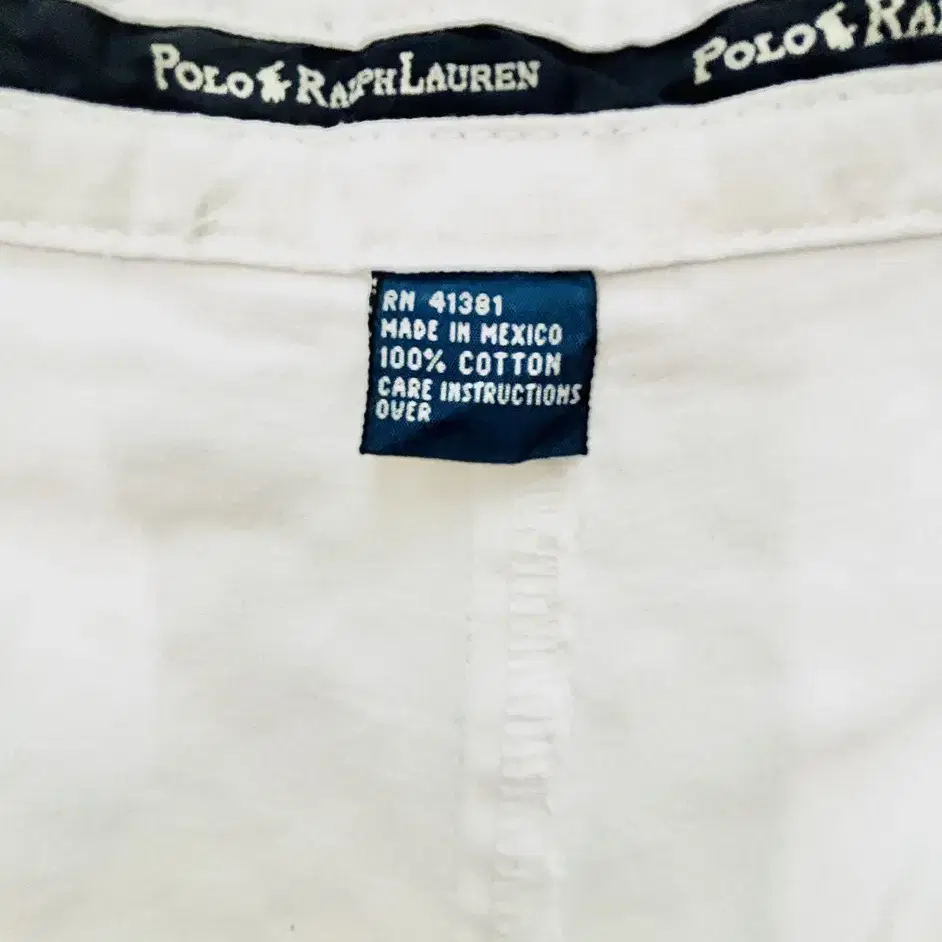 POLO RALPH LAUREN
POLO RA
RN 41381
MADE IN MEXICO
100% COTTON
CARE INSTRUCTIONS
OVER